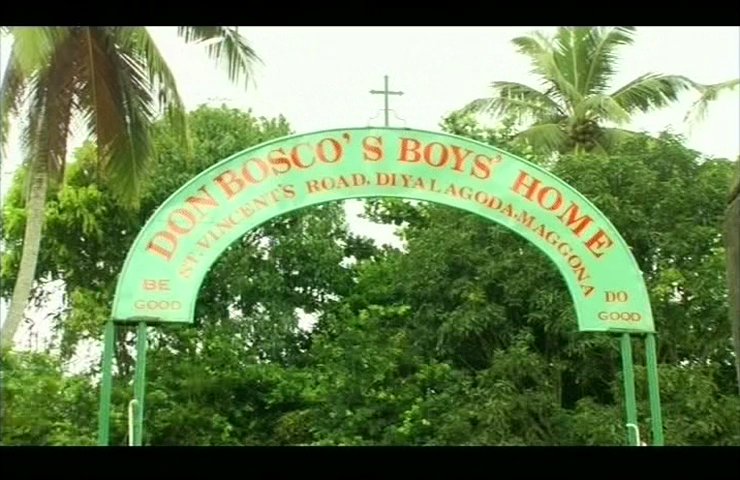 DON BOSCO'S BOYS' HOME
ST. VINCENT'S ROAD. DIYALAGODA. MAGGONA
BE
GOOD
DO
GOOD